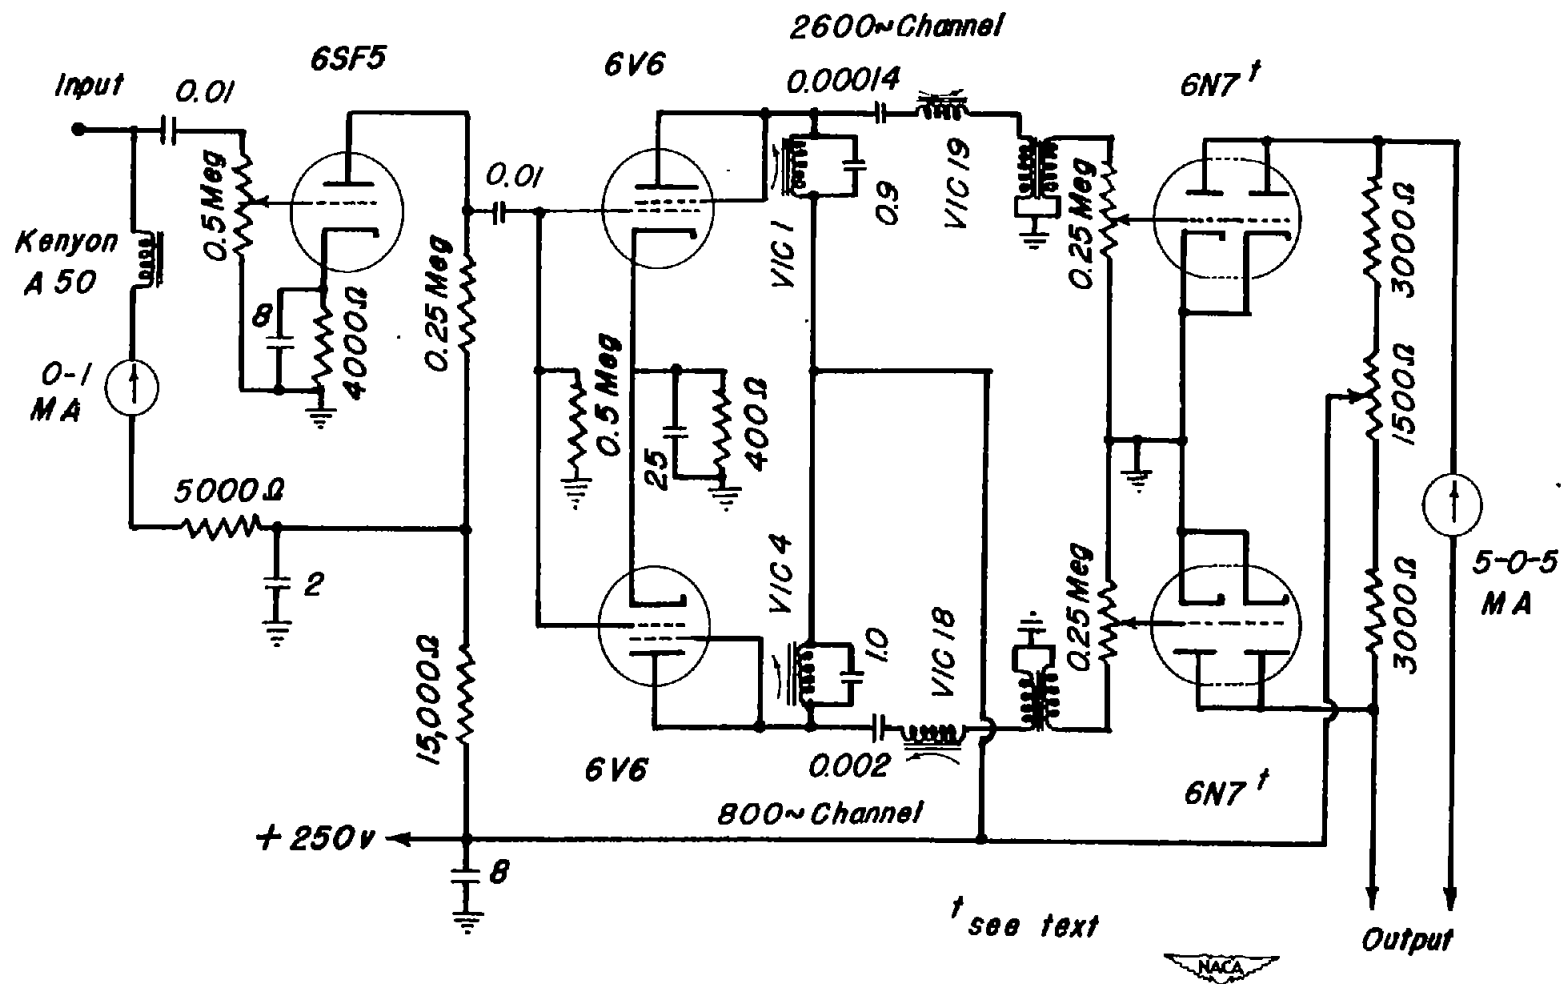 2600~Channel
6SF5
6V6
0.00014
6N7 †
Input
0.01
0.5 Meg
Kenyon
A 50
0.01
VIC 1
0.9
VIC 19
0.25 Meg
3000Ω
0.25 Meg
8
4000Ω
0-1
MA
0.5 Meg
25
400Ω
1500Ω
5000Ω
2
VIC 4
1.0
VIC 18
0.25 Meg
5-0-5
MA
3000Ω
15,000Ω
6V6
0.002
6N7 †
800~Channel
+250v
8
† see text
Output
NACA